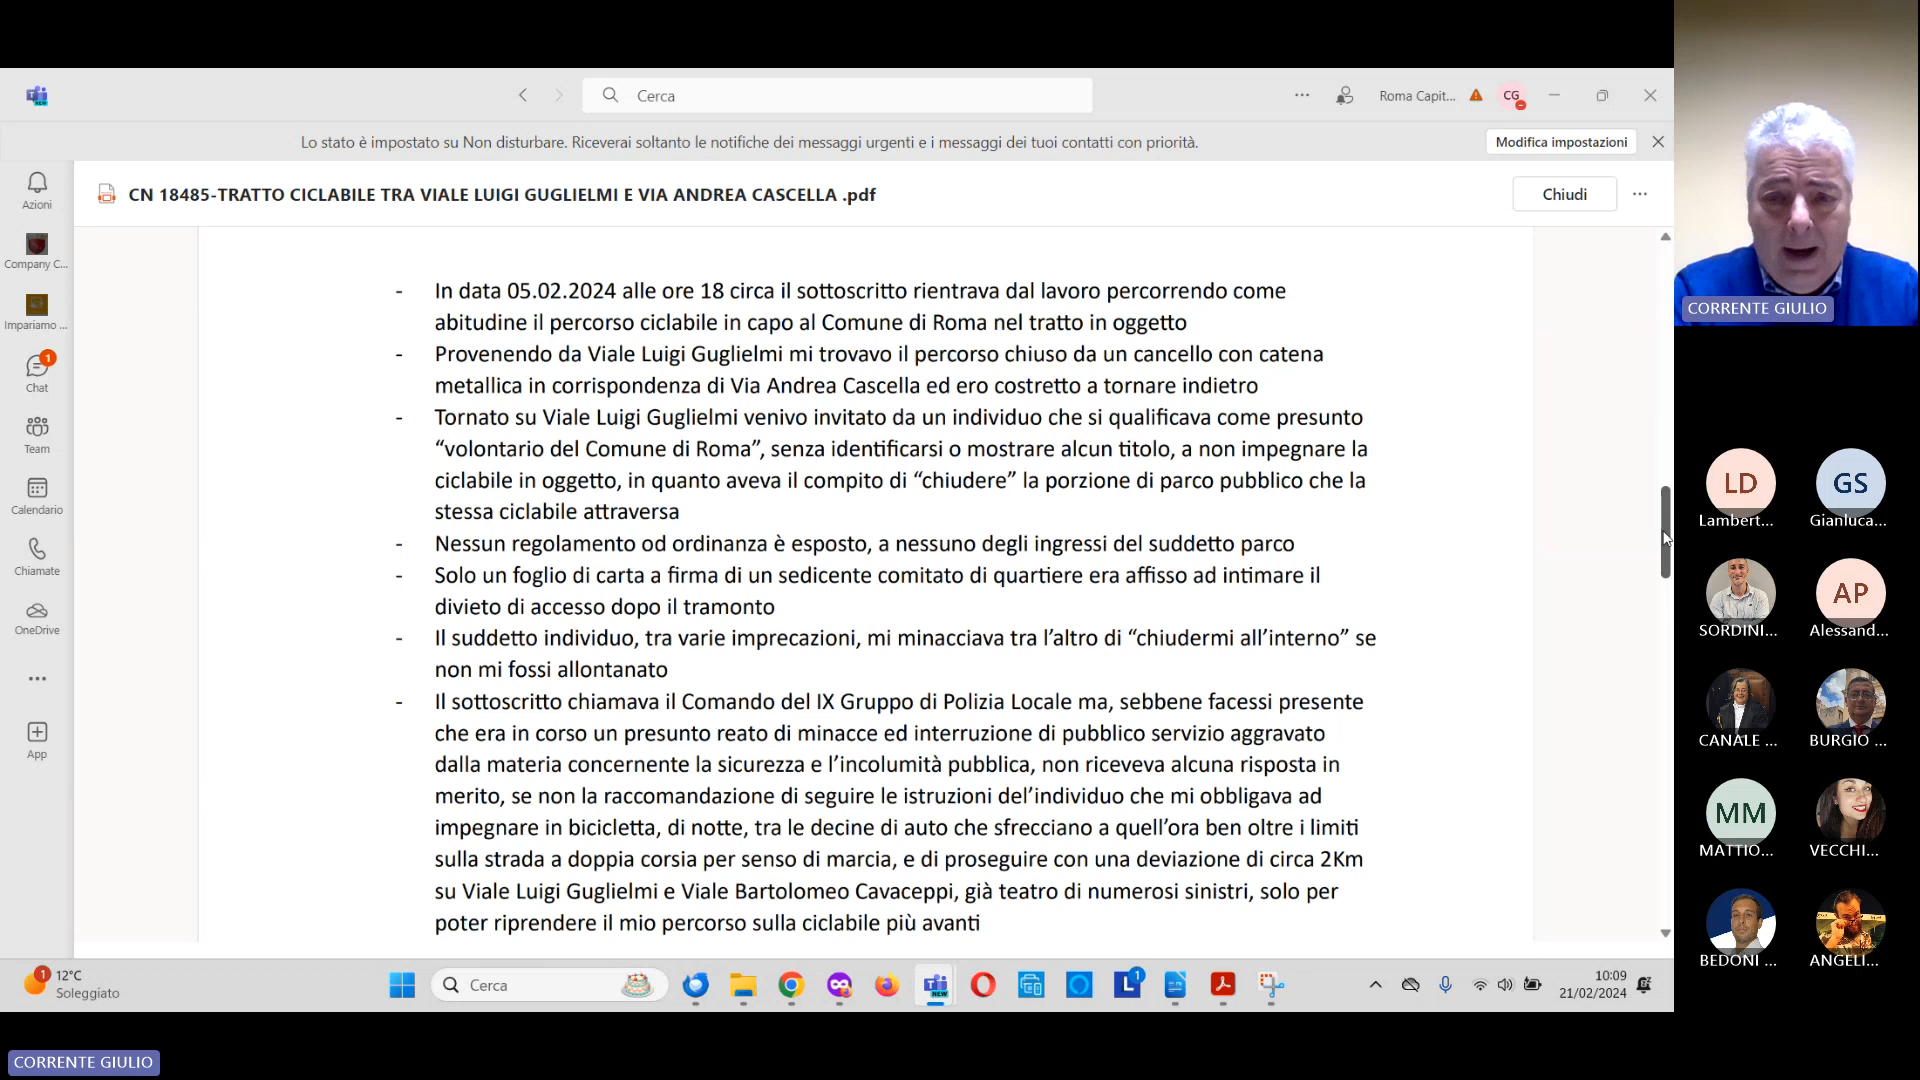 Cerca
Roma Capit...
CG
Lo stato è impostato su Non disturbare. Riceverai soltanto le notifiche dei messaggi urgenti e i messaggi dei tuoi contatti con priorità.
Modifica impostazioni
CN 18485-TRATTO CICLABILE TRA VIALE LUIGI GUGLIELMI E VIA ANDREA CASCELLA .pdf
Chiudi
Azioni
Company C...
Impariamo ...
1
Chat
Team
Calendario
Chiamate
OneDrive
App
- In data 05.02.2024 alle ore 18 circa il sottoscritto rientrava dal lavoro percorrendo come
abitudine il percorso ciclabile in capo al Comune di Roma nel tratto in oggetto
- Provenendo da Viale Luigi Guglielmi mi trovavo il percorso chiuso da un cancello con catena
metallica in corrispondenza di Via Andrea Cascella ed ero costretto a tornare indietro
- Tornato su Viale Luigi Guglielmi venivo invitato da un individuo che si qualificava come presunto
“volontario del Comune di Roma”, senza identificarsi o mostrare alcun titolo, a non impegnare la
ciclabile in oggetto, in quanto aveva il compito di “chiudere” la porzione di parco pubblico che la
stessa ciclabile attraversa
- Nessun regolamento od ordinanza è esposto, a nessuno degli ingressi del suddetto parco
- Solo un foglio di carta a firma di un sedicente comitato di quartiere era affisso ad intimare il
divieto di accesso dopo il tramonto
- Il suddetto individuo, tra varie imprecazioni, mi minacciava tra l’altro di “chiudermi all’interno” se
non mi fossi allontanato
- Il sottoscritto chiamava il Comando del IX Gruppo di Polizia Locale ma, sebbene facessi presente
che era in corso un presunto reato di minacce ed interruzione di pubblico servizio aggravato
dalla materia concernente la sicurezza e l’incolumità pubblica, non riceveva alcuna risposta in
merito, se non la raccomandazione di seguire le istruzioni del’individuo che mi obbligava ad
impegnare in bicicletta, di notte, tra le decine di auto che sfrecciano a quell’ora ben oltre i limiti
sulla strada a doppia corsia per senso di marcia, e di proseguire con una deviazione di circa 2Km
su Viale Luigi Guglielmi e Viale Bartolomeo Cavaceppi, già teatro di numerosi sinistri, solo per
poter riprendere il mio percorso sulla ciclabile più avanti
1
12°C
Soleggiato
Cerca
NEW
L
1
10:09
21/02/2024
CORRENTE GIULIO
CORRENTE GIULIO
LD
Lambert...
GS
Gianluca...
SORDINI...
AP
Alessand...
CANALE ...
BURGIO ...
MM
MATTIO...
VECCHI...
BEDONI ...
ANGELI...